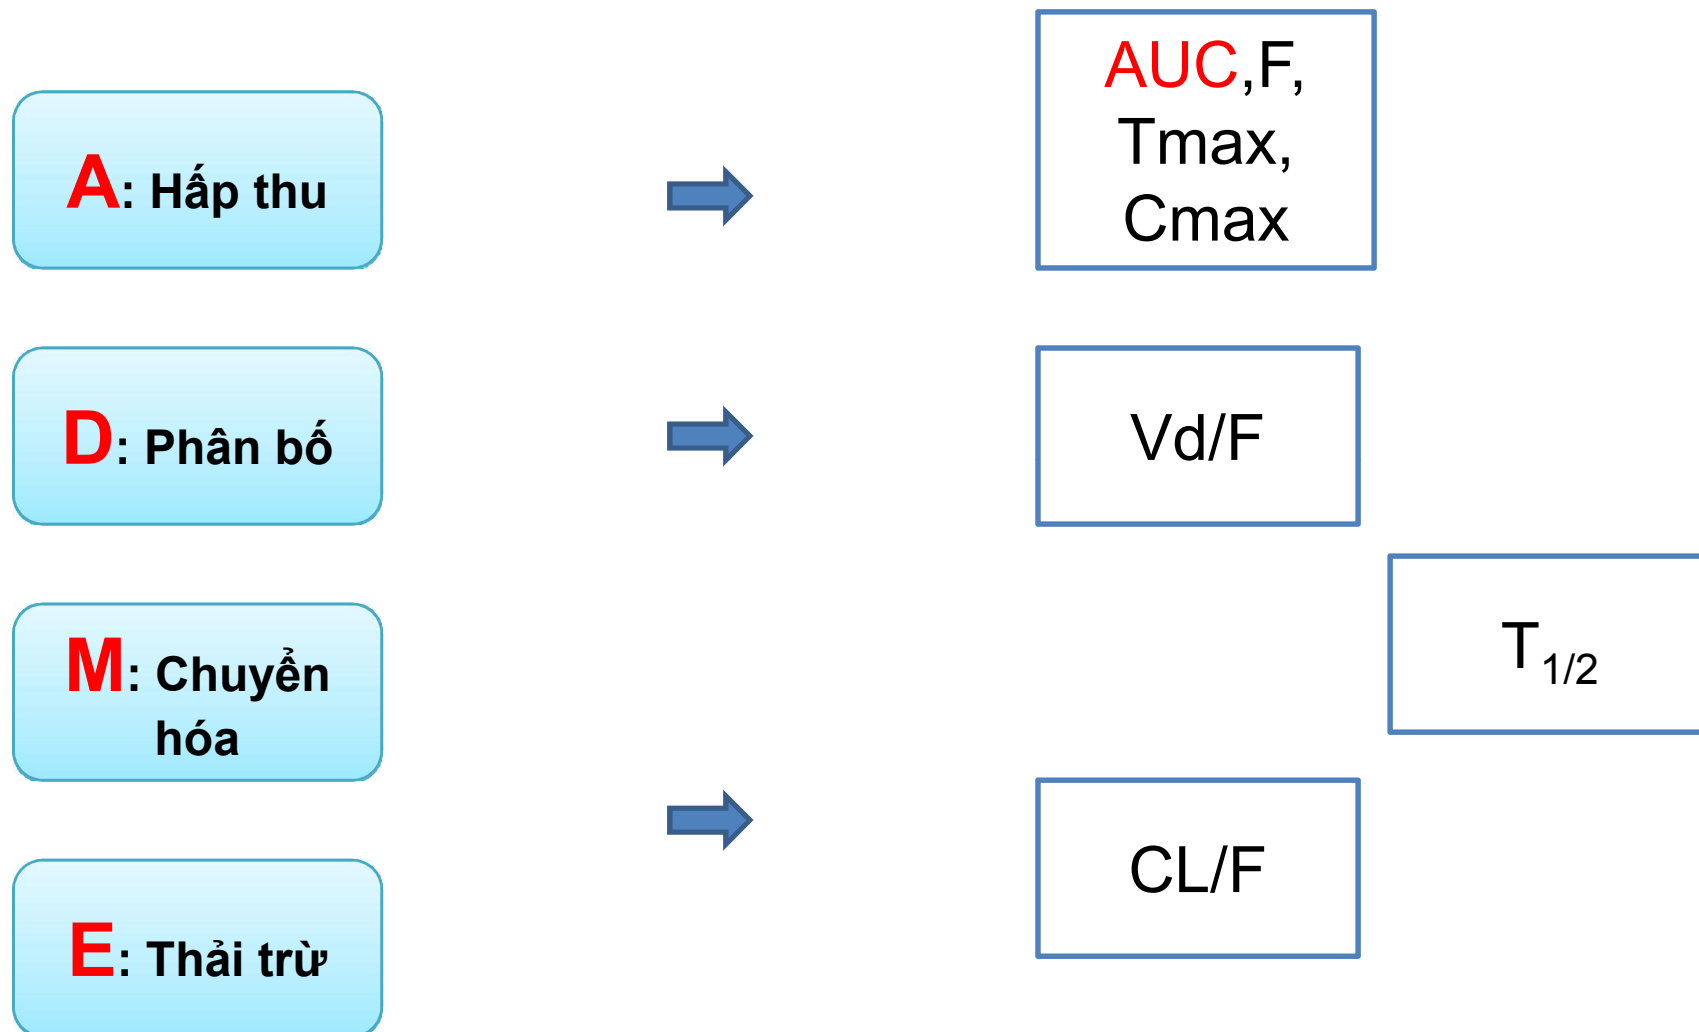 A: Hấp thu
AUC,F,
Tmax,
Cmax
D: Phân bố
Vd/F
M: Chuyển
hóa
T1/2
E: Thải trừ
CL/F